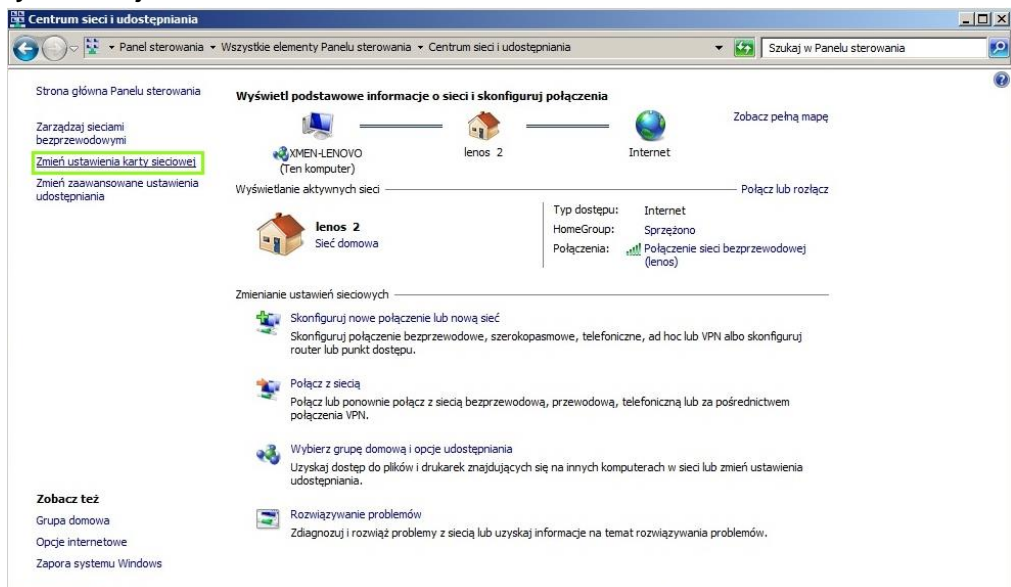 Centrum sieci i udostępniania
Panel sterowania
Wszystkie elementy Panelu sterowania
Centrum sieci i udostępniania
Szukaj w Panelu sterowania
Strona główna Panelu sterowania
Zarządzaj sieciami
bezprzewodowymi
Zmień ustawienia karty sieciowej
Zmień zaawansowane ustawienia
udostępniania
Wyświetl podstawowe informacje o sieci i skonfiguruj połączenia
Zobacz pełną mapę
XMEN-LENOVO
(Ten komputer)
lenos 2
Internet
Wyświetlanie aktywnych sieci
Połącz lub rozłącz
lenos 2
Sieć domowa
Typ dostępu: Internet
HomeGroup: Sprzężono
Połączenia: Połączenie sieci bezprzewodowej
(lenos)
Zmienianie ustawień sieciowych
Skonfiguruj nowe połączenie lub nową sieć
Skonfiguruj połączenie bezprzewodowe, szerokopasmowe, telefoniczne, ad hoc lub VPN albo skonfiguruj
router lub punkt dostępu.
Połącz z siecią
Połącz lub ponownie połącz z siecią bezprzewodową, przewodową, telefoniczną lub za pośrednictwem
połączenia VPN.
Wybierz grupę domową i opcje udostępniania
Uzyskaj dostęp do plików i drukarek znajdujących się na innych komputerach w sieci lub zmień ustawienia
udostępniania.
Rozwiązywanie problemów
Zdiagnozuj i rozwiąż problemy z siecią lub uzyskaj informacje na temat rozwiązywania problemów.
Zobacz też
Grupa domowa
Opcje internetowe
Zapora systemu Windows